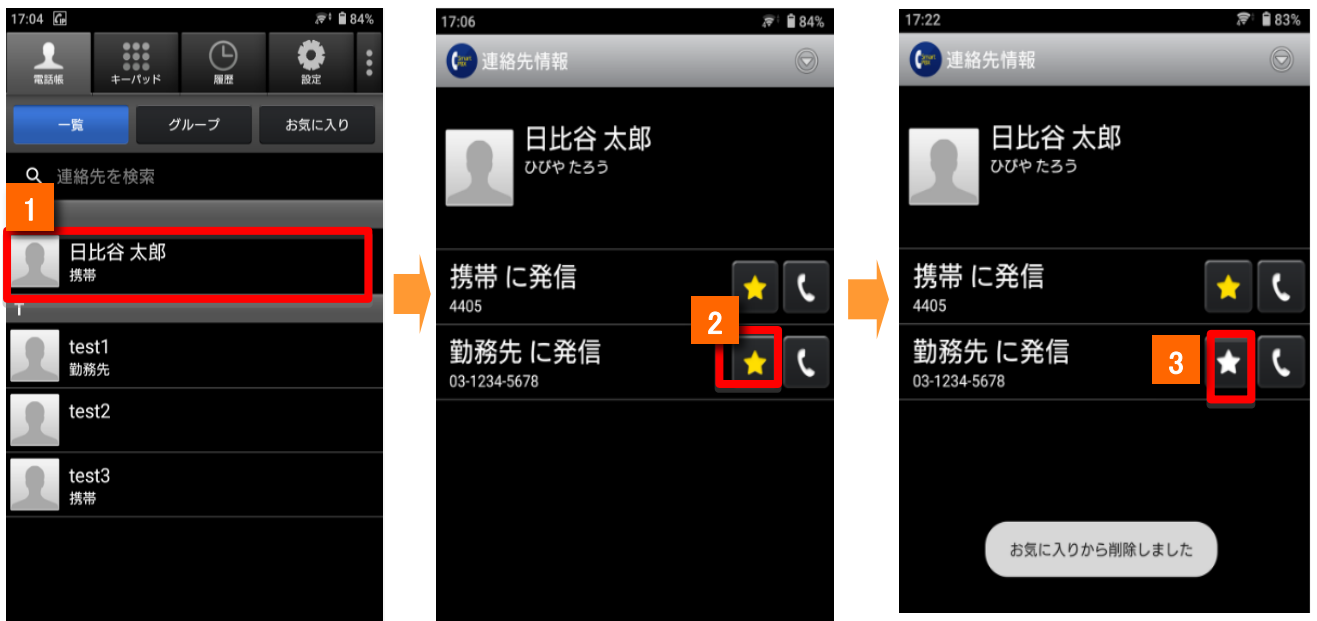 17:04
84%
電話帳
キーパッド
履歴
設定
一覧
グループ
お気に入り
連絡先を検索
1
日比谷 太郎
携帯
T
test1
勤務先
test2
test3
携帯
17:06
84%
連絡先情報
日比谷 太郎
ひびや たろう
携帯 に発信
4405
2
勤務先 に発信
03-1234-5678
17:22
83%
連絡先情報
日比谷 太郎
ひびや たろう
携帯 に発信
4405
勤務先 に発信
03-1234-5678
3
お気に入りから削除しました